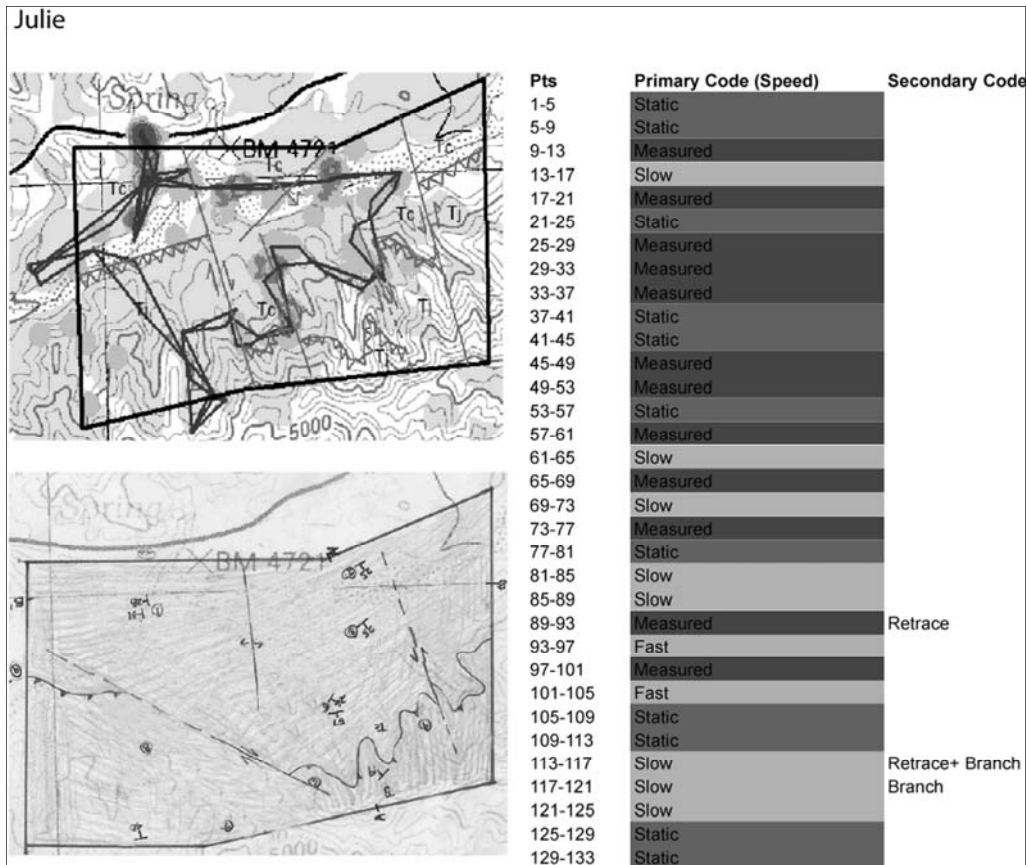 Julie
Spring
BM 4721
Tc
Tc
Tc
Tc
Tj
Tc
Tj
Tj
5000
Spring
BM 4721
5000
Pts Primary Code (Speed) Secondary Code
1-5 Static
5-9 Static
9-13 Measured
13-17 Slow
17-21 Measured
21-25 Static
25-29 Measured
29-33 Measured
33-37 Measured
37-41 Static
41-45 Static
45-49 Measured
49-53 Measured
53-57 Static
57-61 Measured
61-65 Slow
65-69 Measured
69-73 Slow
73-77 Measured
77-81 Static
81-85 Slow
85-89 Slow
89-93 Measured Retrace
93-97 Fast
97-101 Measured
101-105 Fast
105-109 Static
109-113 Static
113-117 Slow Retrace+ Branch
117-121 Slow Branch
121-125 Slow
125-129 Static
129-133 Static